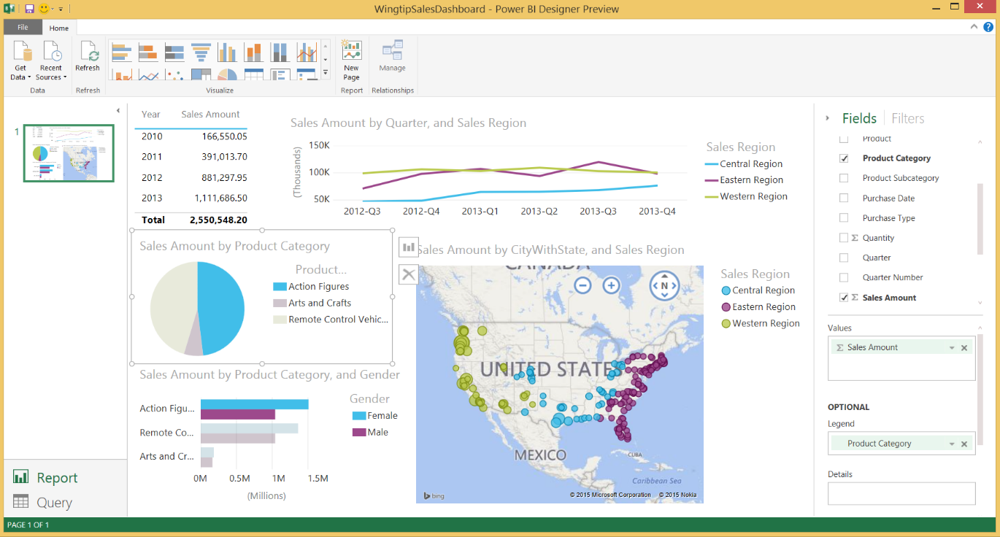 WingtipSalesDashboard - Power BI Designer Preview
File
Home
Get Data
Recent Sources
Refresh
New Page
Manage
Data
Refresh
Visualize
Report
Relationships
1
Year Sales Amount
2010 166,550.05
2011 391,013.70
2012 881,297.95
2013 1,111,686.50
Total 2,550,548.20
Sales Amount by Quarter, and Sales Region
(Thousands)
150K
100K
50K
2012-Q3 2012-Q4 2013-Q1 2013-Q2 2013-Q3 2013-Q4
Sales Region
Central Region
Eastern Region
Western Region
Sales Amount by Product Category
Product...
Action Figures
Arts and Crafts
Remote Control Vehic...
Sales Amount by Product Category, and Gender
Action Figu...
Remote Co...
Arts and Cr...
0M 0.5M 1M 1.5M
(Millions)
Gender
Female
Male
Sales Amount by CityWithState, and Sales Region
CANADA
N
UNITED STATES
MEXICO
CUBA
Caribbean Sea
bing
© 2015 Microsoft Corporation © 2015 Nokia
Sales Region
Central Region
Eastern Region
Western Region
Fields
Filters
Product
Product Category
Product Subcategory
Purchase Date
Purchase Type
Σ Quantity
Quarter
Quarter Number
Σ Sales Amount
Values
Σ Sales Amount
OPTIONAL
Legend
Product Category
Details
Report
Query
PAGE 1 OF 1